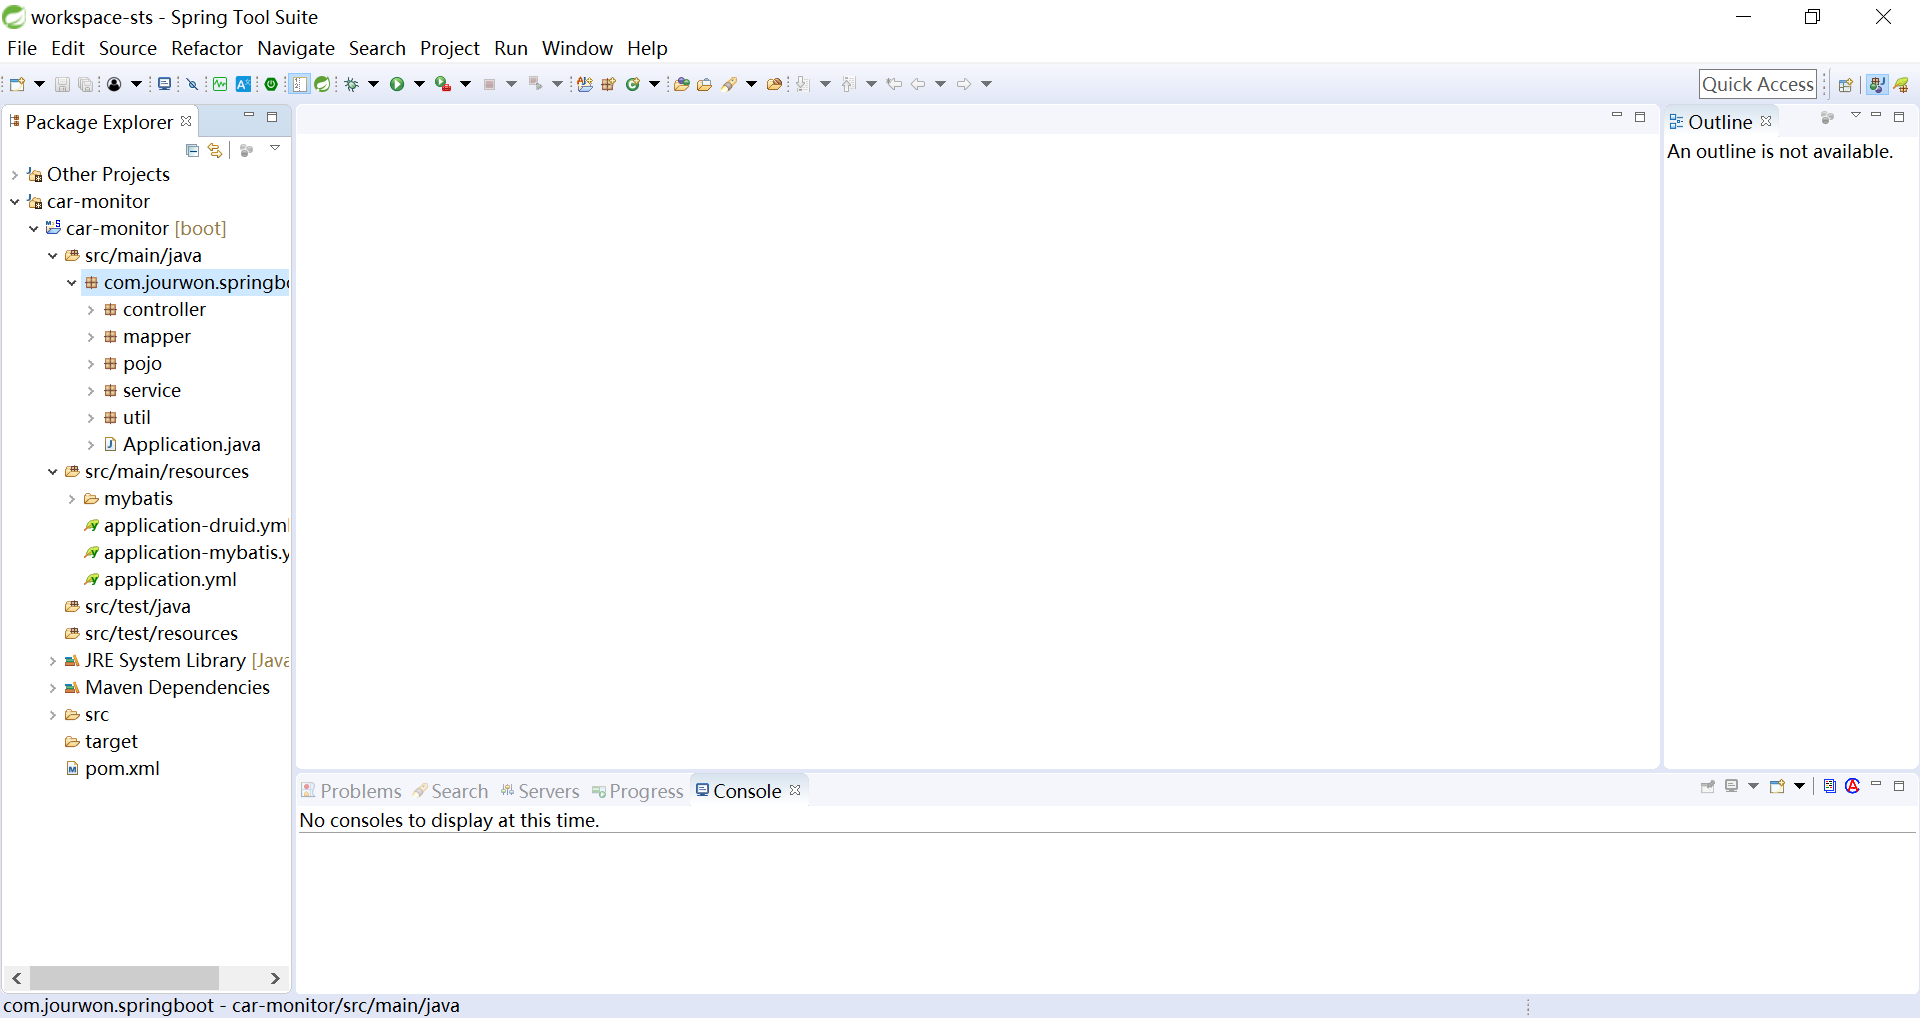 workspace-sts - Spring Tool Suite
File Edit Source Refactor Navigate Search Project Run Window Help
Quick Access
Package Explorer
Other Projects
car-monitor
car-monitor [boot]
src/main/java
com.jourwon.springbo
controller
mapper
pojo
service
util
Application.java
src/main/resources
mybatis
application-druid.yml
application-mybatis.y
application.yml
src/test/java
src/test/resources
JRE System Library [Java
Maven Dependencies
src
target
pom.xml
Outline
An outline is not available.
Problems Search Servers Progress Console
No consoles to display at this time.
com.jourwon.springboot - car-monitor/src/main/java